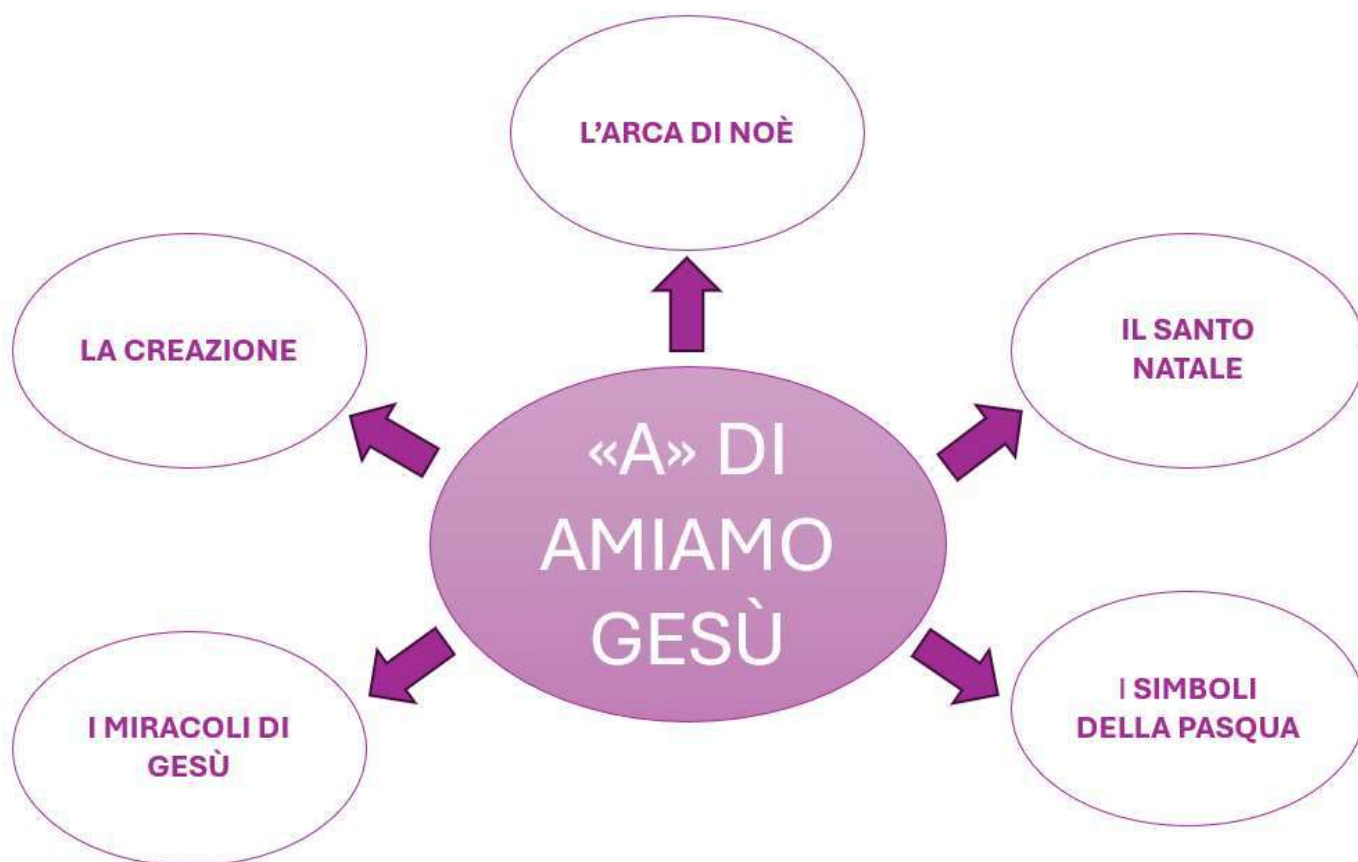 L'ARCA DI NOÈ
LA CREAZIONE
IL SANTO
NATALE
«A» DI
AMIAMO
GESÙ
I MIRACOLI DI
GESÙ
I SIMBOLI
DELLA PASQUA